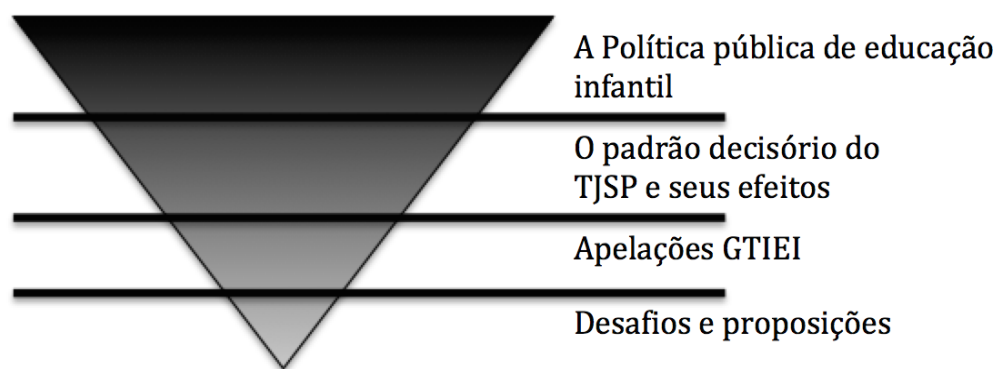 A Política pública de educação
infantil
O padrão decisório do
TJSP e seus efeitos
Apelações GTIEI
Desafios e proposições